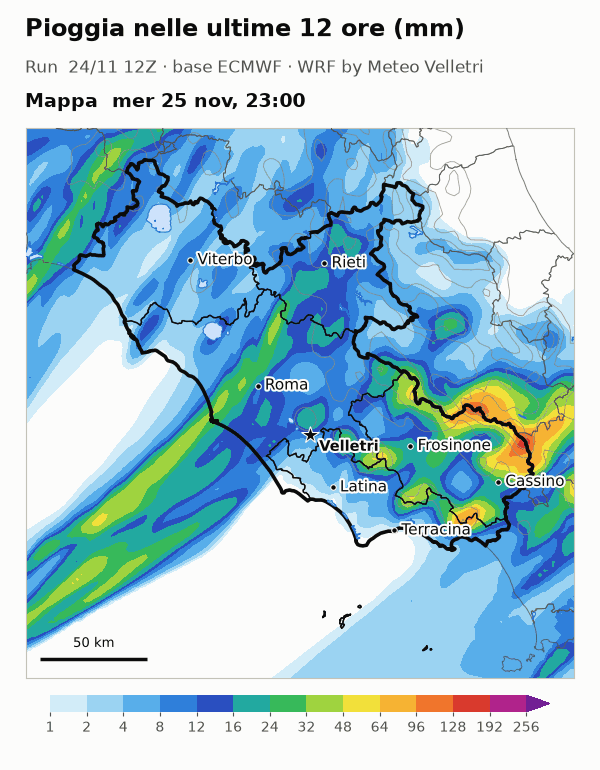 Pioggia nelle ultime 12 ore (mm)
Run  24/11 12Z · base ECMWF · WRF by Meteo Velletri
Mappa  mer 25 nov, 23:00
Viterbo
Rieti
Roma
Velletri
Frosinone
Cassino
Latina
Terracina
50 km
1 2 4 8 12 16 24 32 48 64 96 128 192 256